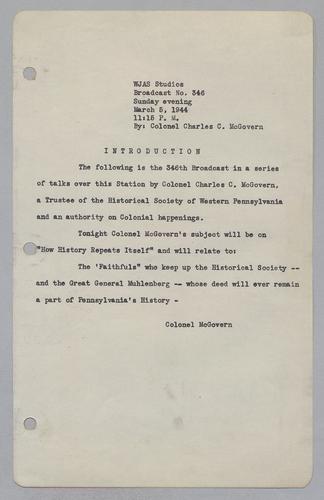 WJAS Studios
Broadcast No. 346
Sunday evening
March 5, 1944
11:15 P. M.
By: Colonel Charles C. McGovern
INTRODUCTION
The following is the 346th Broadcast in a series
of talks over this Station by Colonel Charles C. McGovern,
a Trustee of the Historical Society of Western Pennsylvania
and an authority on Colonial happenings.
Tonight Colonel McGovern's subject will be on
"How History Repeats Itself" and will relate to:
The 'Faithfuls" who keep up the Historical Society --
and the Great General Muhlenberg -- whose deed will ever remain
a part of Pennsylvania's History -
Colonel McGovern